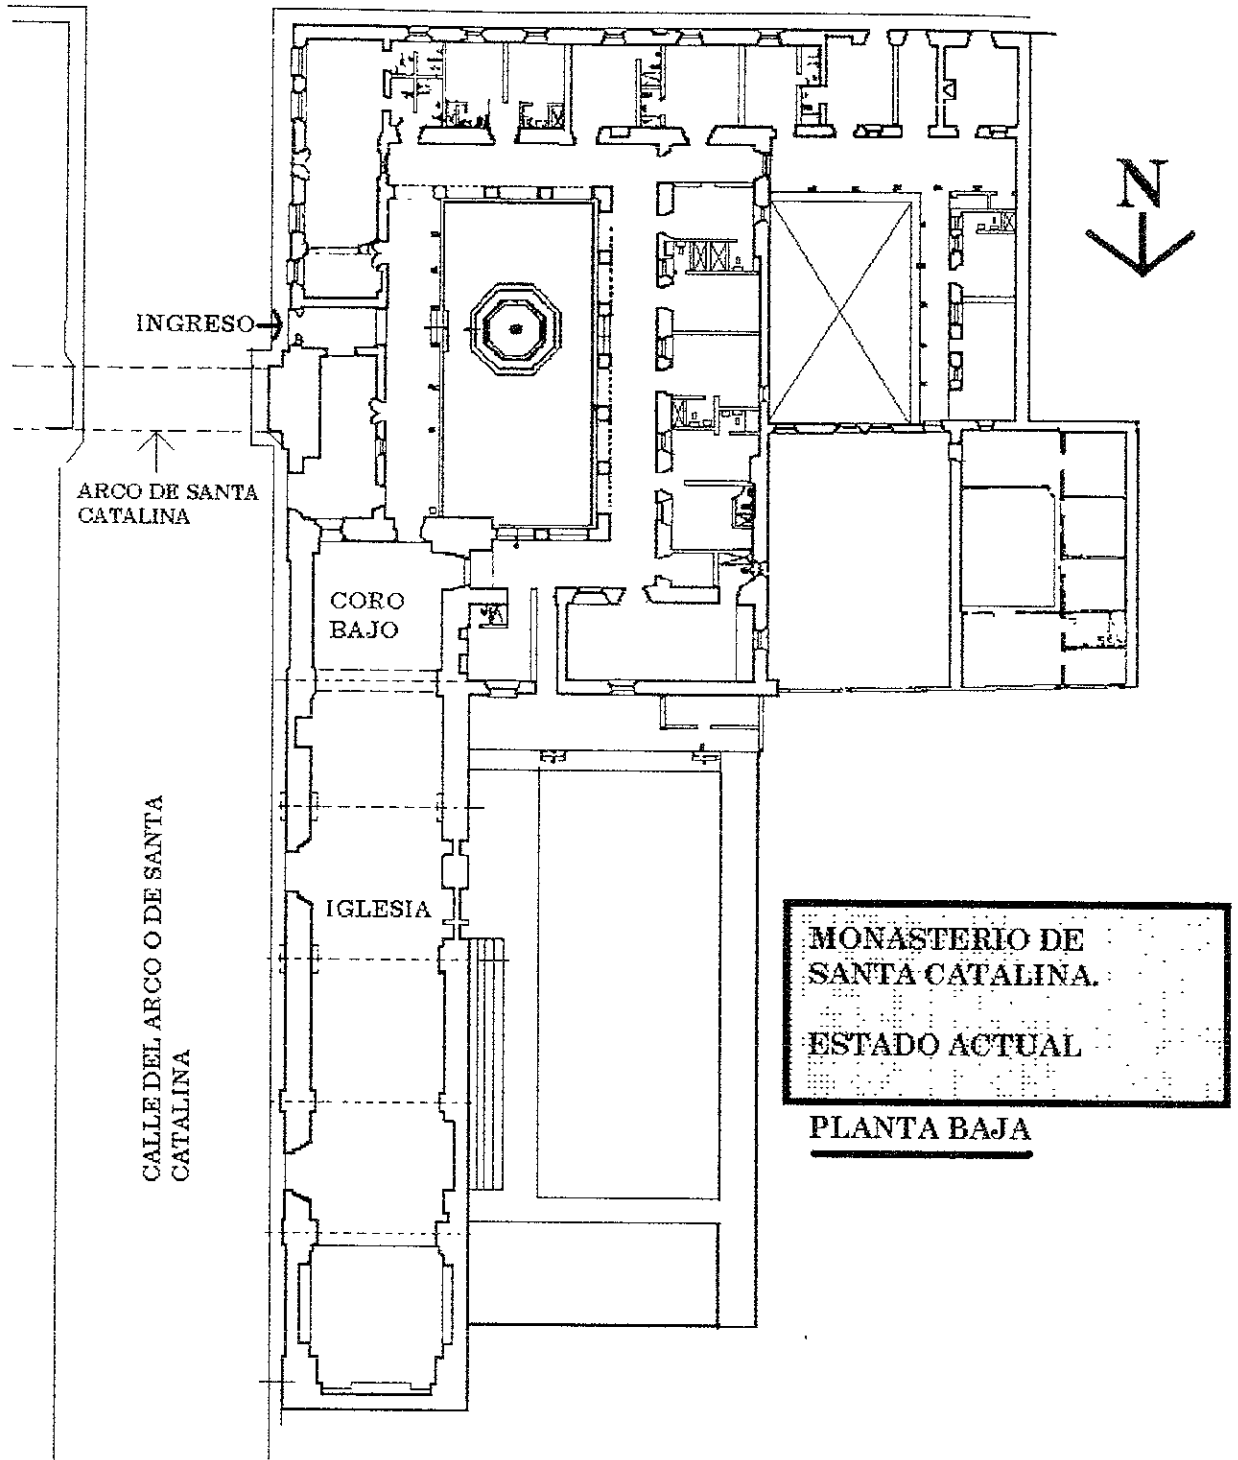 N
INGRESO
ARCO DE SANTA
CATALINA
CORO
BAJO
IGLESIA
CALLE DEL ARCO O DE SANTA
CATALINA
MONASTERIO DE
SANTA CATALINA.
ESTADO ACTUAL
PLANTA BAJA